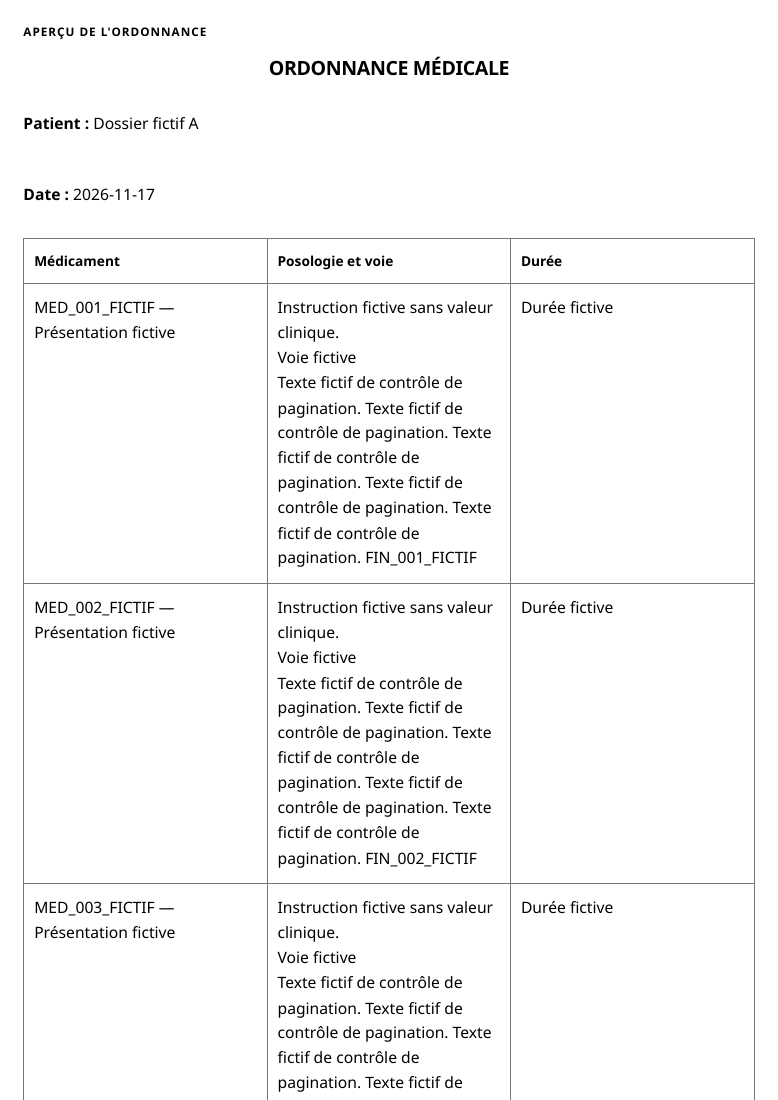 APERÇU DE L'ORDONNANCE
ORDONNANCE MÉDICALE
Patient : Dossier fictif A
Date : 2026-11-17
Médicament Posologie et voie Durée
MED_001_FICTIF — Instruction fictive sans valeur Durée fictive
Présentation fictive clinique.
Voie fictive
Texte fictif de contrôle de
pagination. Texte fictif de
contrôle de pagination. Texte
fictif de contrôle de
pagination. Texte fictif de
contrôle de pagination. Texte
fictif de contrôle de
pagination. FIN_001_FICTIF
MED_002_FICTIF — Instruction fictive sans valeur Durée fictive
Présentation fictive clinique.
Voie fictive
Texte fictif de contrôle de
pagination. Texte fictif de
contrôle de pagination. Texte
fictif de contrôle de
pagination. Texte fictif de
contrôle de pagination. Texte
fictif de contrôle de
pagination. FIN_002_FICTIF
MED_003_FICTIF — Instruction fictive sans valeur Durée fictive
Présentation fictive clinique.
Voie fictive
Texte fictif de contrôle de
pagination. Texte fictif de
contrôle de pagination. Texte
fictif de contrôle de
pagination. Texte fictif de